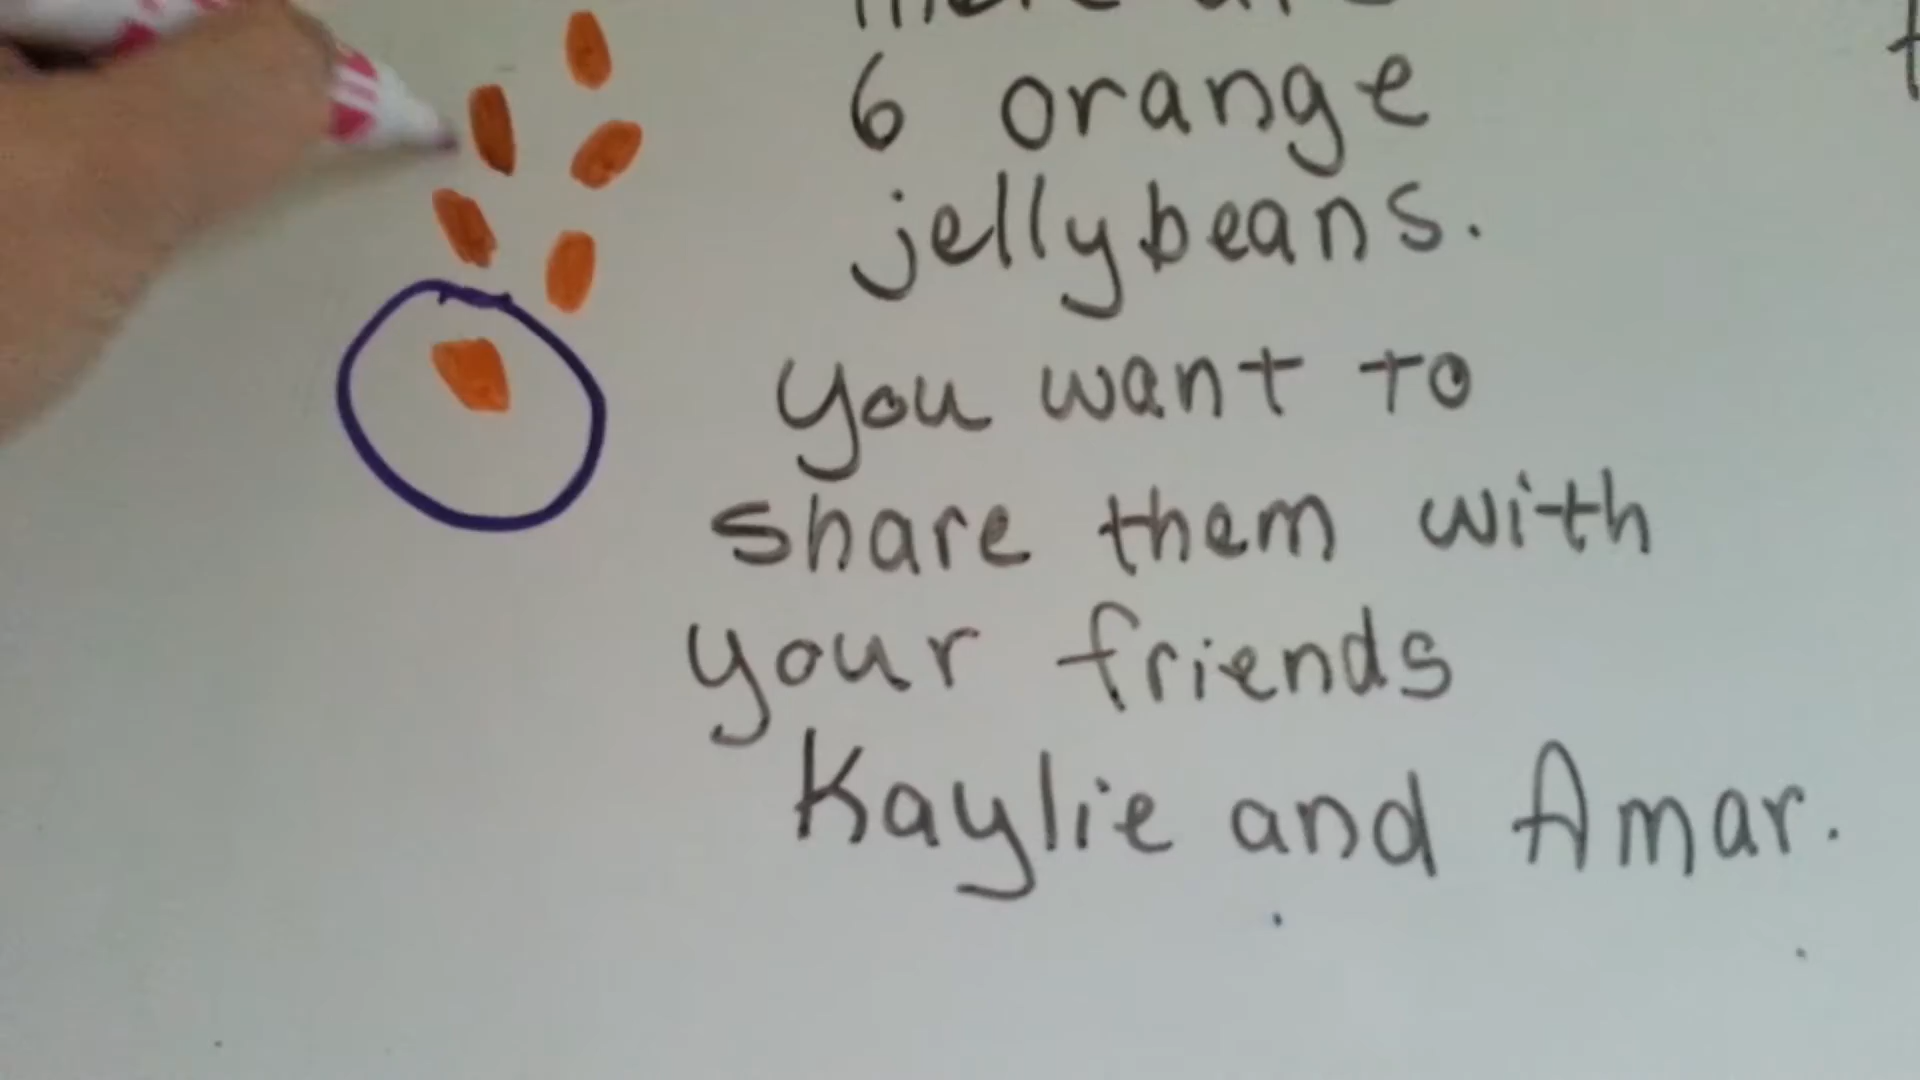 6 orange
jellybeans.
You want to
share them with
your friends
Kaylie and Amar.